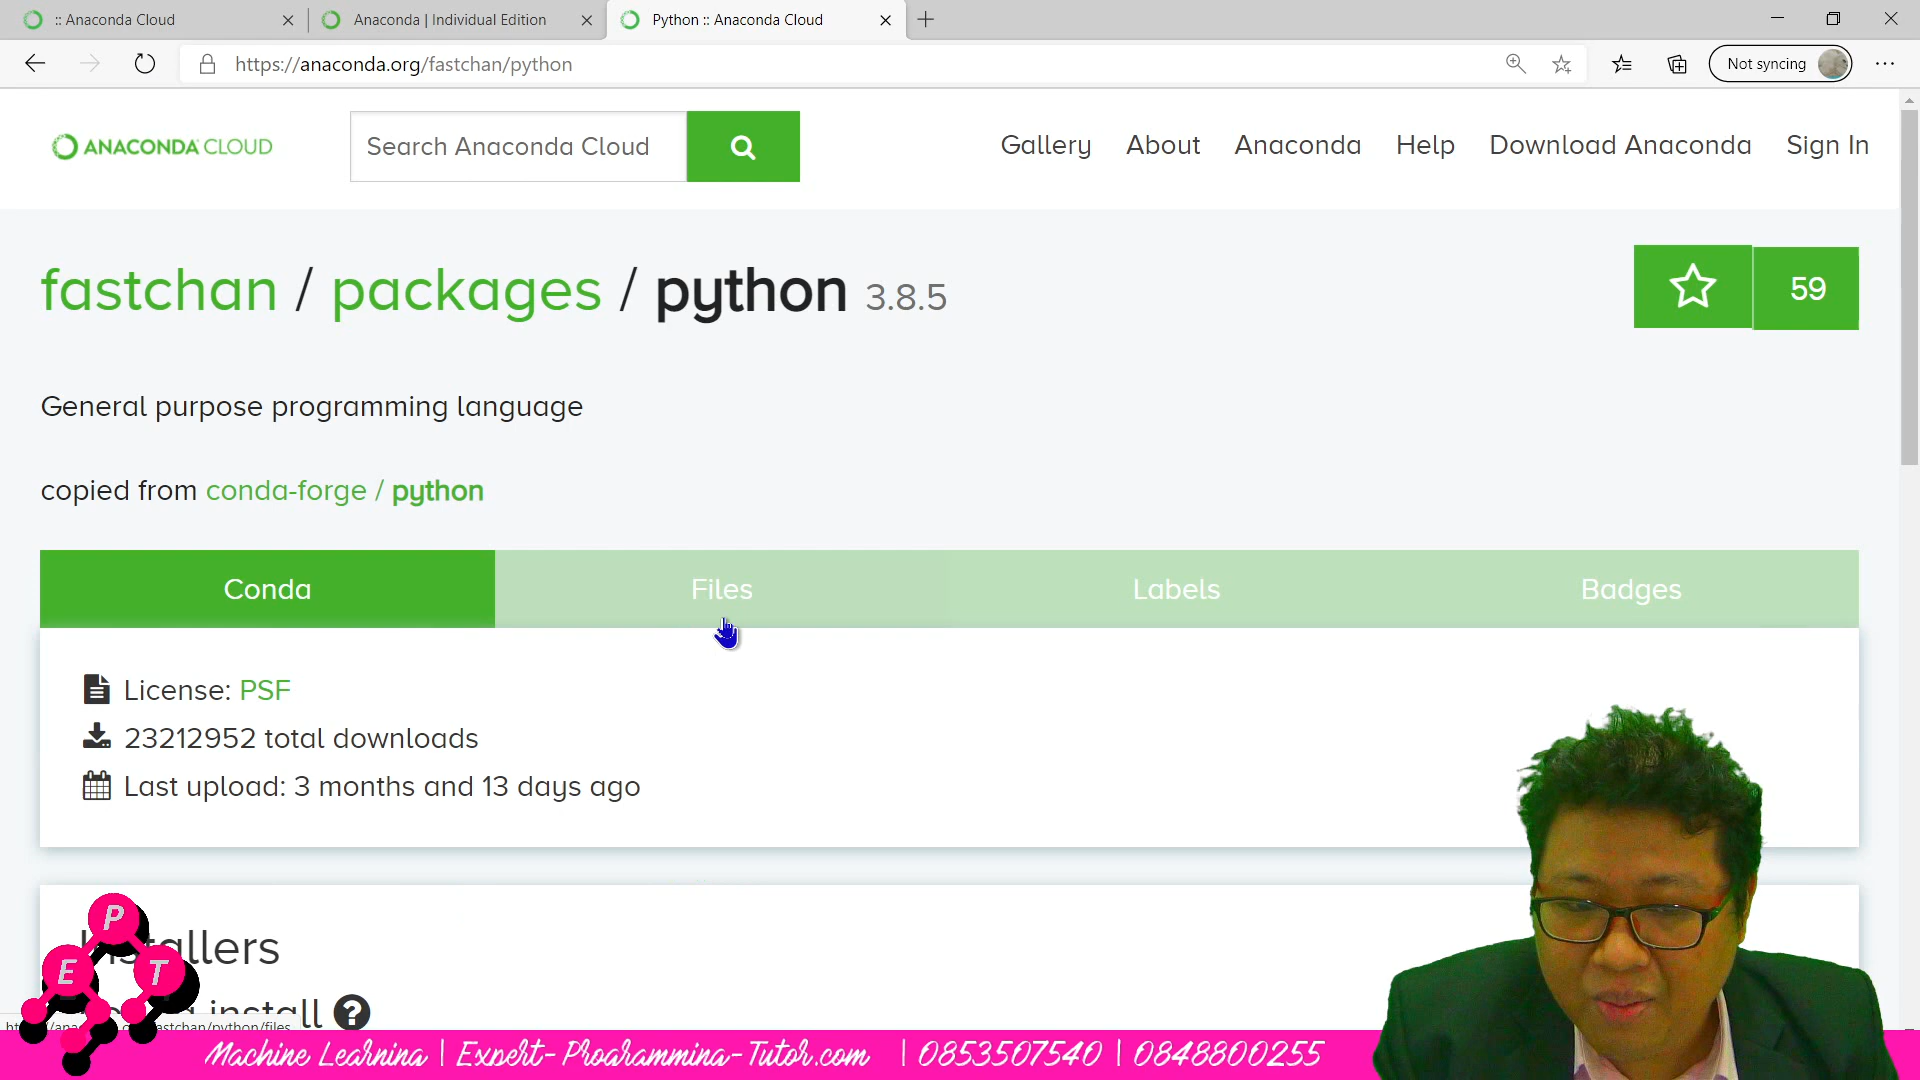 :: Anaconda Cloud
Anaconda | Individual Edition
Python :: Anaconda Cloud
https://anaconda.org/fastchan/python
Not syncing
ANACONDA CLOUD
Search Anaconda Cloud
Gallery
About
Anaconda
Help
Download Anaconda
Sign In
fastchan / packages / python 3.8.5
59
General purpose programming language
copied from conda-forge / python
Conda
Files
Labels
Badges
License: PSF
23212952 total downloads
Last upload: 3 months and 13 days ago
P
E T
install
Machine Learning | Expert-Programming-Tutor.com | 0853507540 | 0848800255